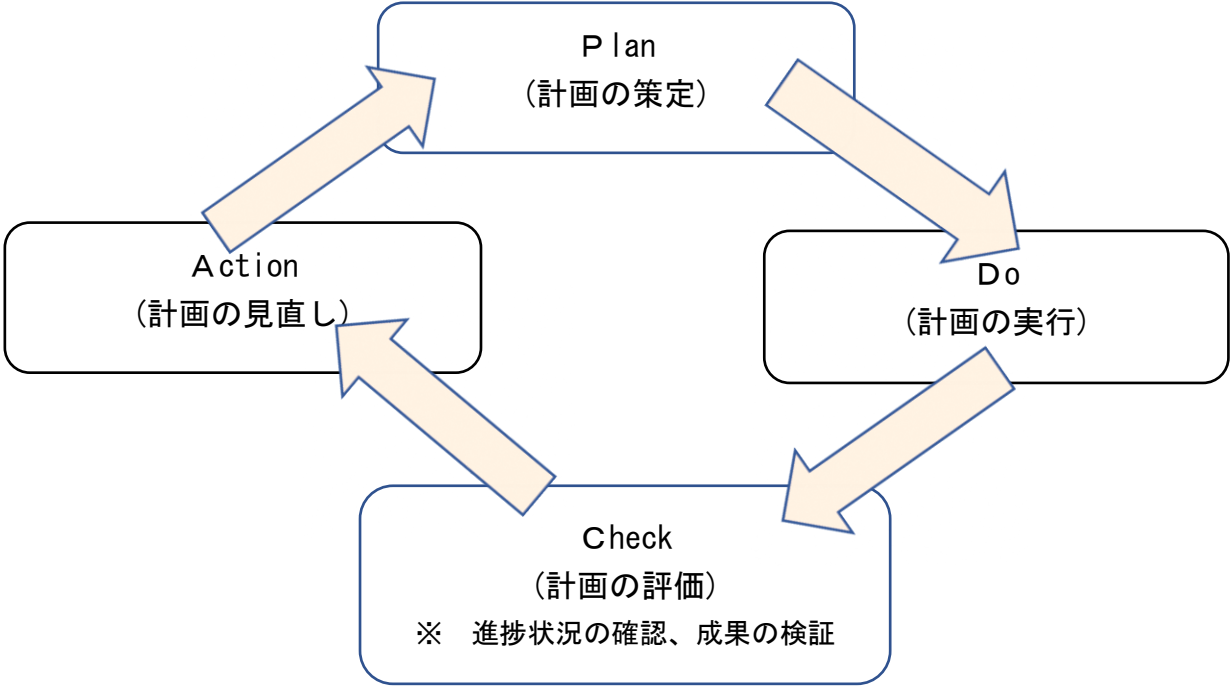 Ｐlan
(計画の策定)
Ａction
(計画の見直し)
Ｄo
(計画の実行)
Ｃheck
(計画の評価)
※　進捗状況の確認、成果の検証